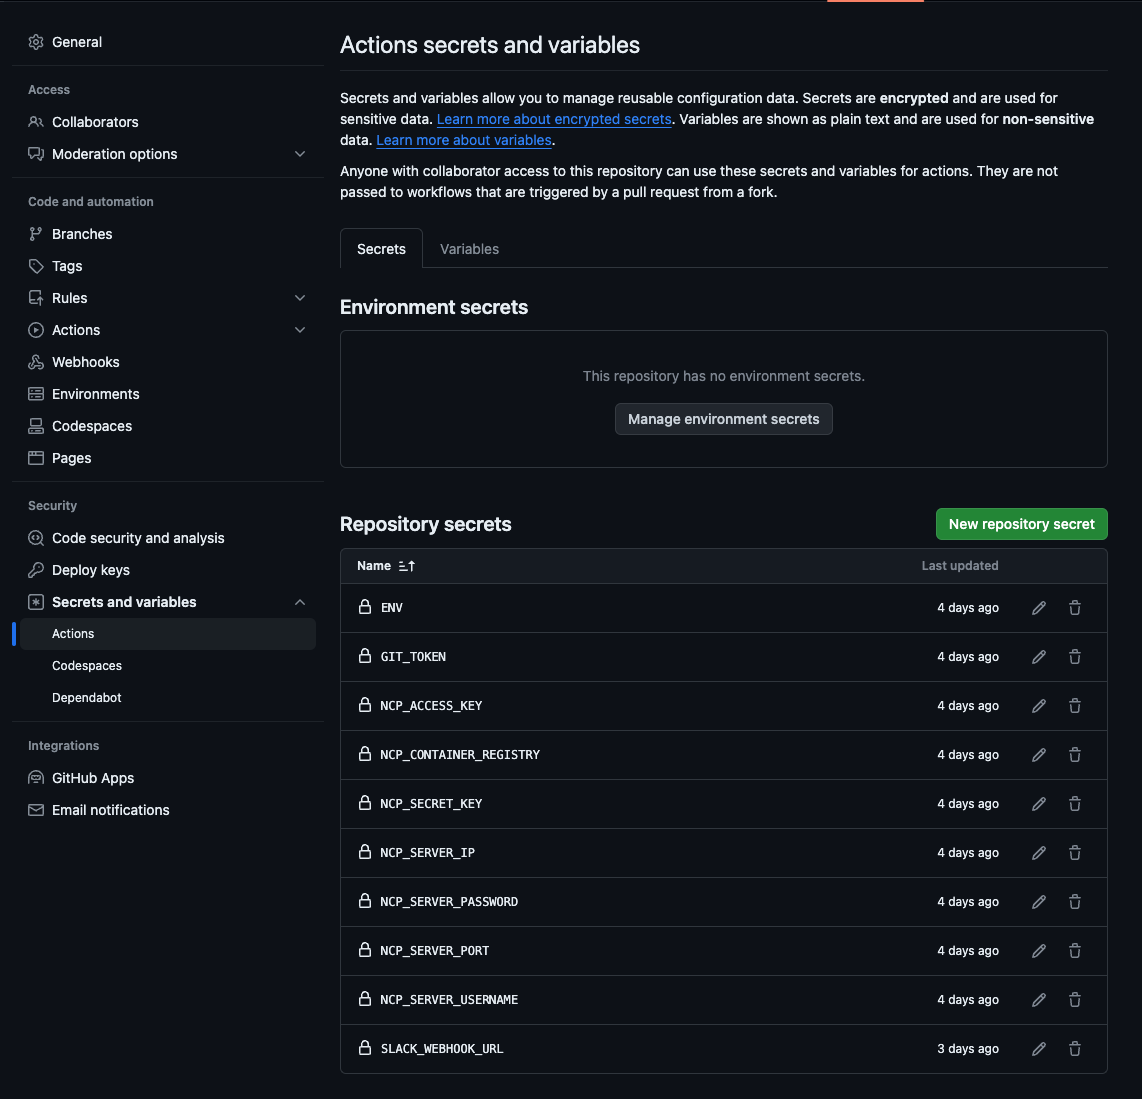 General
Access
Collaborators
Moderation options
Code and automation
Branches
Tags
Rules
Actions
Webhooks
Environments
Codespaces
Pages
Security
Code security and analysis
Deploy keys
Secrets and variables
Actions
Codespaces
Dependabot
Integrations
GitHub Apps
Email notifications
Actions secrets and variables
Secrets and variables allow you to manage reusable configuration data. Secrets are encrypted and are used for
sensitive data. Learn more about encrypted secrets. Variables are shown as plain text and are used for non-sensitive
data. Learn more about variables.
Anyone with collaborator access to this repository can use these secrets and variables for actions. They are not
passed to workflows that are triggered by a pull request from a fork.
Secrets Variables
Environment secrets
This repository has no environment secrets.
Manage environment secrets
Repository secrets New repository secret
Name Last updated
ENV 4 days ago
GIT_TOKEN 4 days ago
NCP_ACCESS_KEY 4 days ago
NCP_CONTAINER_REGISTRY 4 days ago
NCP_SECRET_KEY 4 days ago
NCP_SERVER_IP 4 days ago
NCP_SERVER_PASSWORD 4 days ago
NCP_SERVER_PORT 4 days ago
NCP_SERVER_USERNAME 4 days ago
SLACK_WEBHOOK_URL 3 days ago